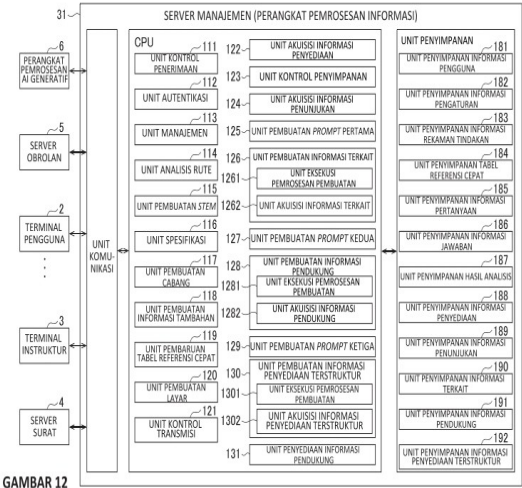 31
SERVER MANAJEMEN (PERANGKAT PEMROSESAN INFORMASI)
6
PERANGKAT
PEMROSESAN
AI GENERATIF
5
SERVER
OBROLAN
2
TERMINAL
PENGGUNA
3
TERMINAL
INSTRUKTUR
4
SERVER
SURAT
UNIT
KOMU-
NIKASI
CPU
111
UNIT KONTROL
PENERIMAAN
112
UNIT AUTENTIKASI
113
UNIT MANAJEMEN
114
UNIT ANALISIS RUTE
115
UNIT PEMBUATAN STEM
116
UNIT SPESIFIKASI
117
UNIT PEMBUATAN
CABANG
118
UNIT PEMBUATAN
INFORMASI TAMBAHAN
119
UNIT PEMBARUAN
TABEL REFERENSI CEPAT
120
UNIT PEMBUATAN
LAYAR
121
UNIT KONTROL
TRANSMISI
122
UNIT AKUISISI INFORMASI
PENYEDIAAN
123
UNIT KONTROL PENYIMPANAN
124
UNIT AKUISISI INFORMASI
PENUNJUKAN
125
UNIT PEMBUATAN PROMPT PERTAMA
126
UNIT PEMBUATAN INFORMASI TERKAIT
1261
UNIT EKSEKUSI
PEMROSESAN PEMBUATAN
1262
UNIT AKUISISI INFORMASI TERKAIT
127
UNIT PEMBUATAN PROMPT KEDUA
128
UNIT PEMBUATAN INFORMASI
PENDUKUNG
1281
UNIT EKSEKUSI PEMROSESAN
PEMBUATAN
1282
UNIT AKUISISI INFORMASI
PENDUKUNG
129
UNIT PEMBUATAN PROMPT KETIGA
130
UNIT PEMBUATAN INFORMASI
PENYEDIAAN TERSTRUKTUR
1301
UNIT EKSEKUSI PEMROSESAN
PEMBUATAN
1302
UNIT AKUISISI INFORMASI
PENYEDIAAN TERSTRUKTUR
131
UNIT PENYEDIAAN INFORMASI
PENDUKUNG
UNIT PENYIMPANAN
181
UNIT PENYIMPANAN INFORMASI
PENGGUNA
182
UNIT PENYIMPANAN INFORMASI
PENGATURAN
183
UNIT PENYIMPANAN INFORMASI
REKAMAN TINDAKAN
184
UNIT PENYIMPANAN TABEL
REFERENSI CEPAT
185
UNIT PENYIMPANAN INFORMASI
PERTANYAAN
186
UNIT PENYIMPANAN INFORMASI
JAWABAN
187
UNIT PENYIMPANAN HASIL ANALISIS
188
UNIT PENYIMPANAN INFORMASI
PENYEDIAAN
189
UNIT PENYIMPANAN INFORMASI
PENUNJUKAN
190
UNIT PENYIMPANAN INFORMASI
TERKAIT
191
UNIT PENYIMPANAN INFORMASI
PENDUKUNG
192
UNIT PENYIMPANAN INFORMASI
PENYEDIAAN TERSTRUKTUR
GAMBAR 12